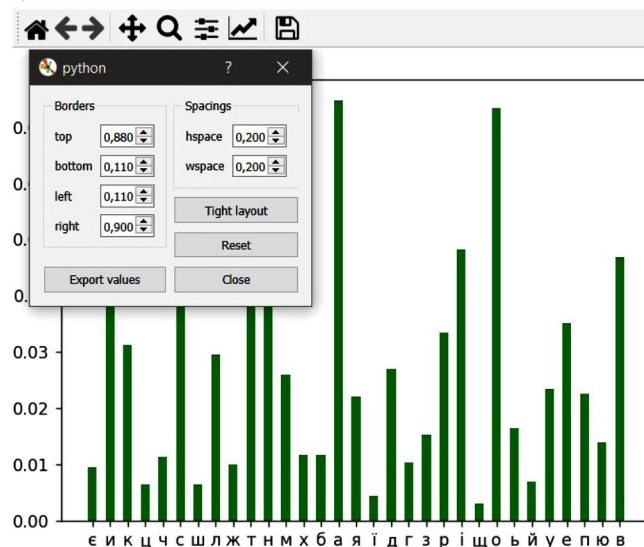 python ? ×
Borders
Spacings
top 0,880
hspace 0,200
bottom 0,110
wspace 0,200
left 0,110
Tight layout
right 0,900
Reset
Export values
Close
0.03
0.02
0.01
0.00
є и к ц ч с ш л ж т н м х б а я ї д г з р і щ о ь й у е п ю в